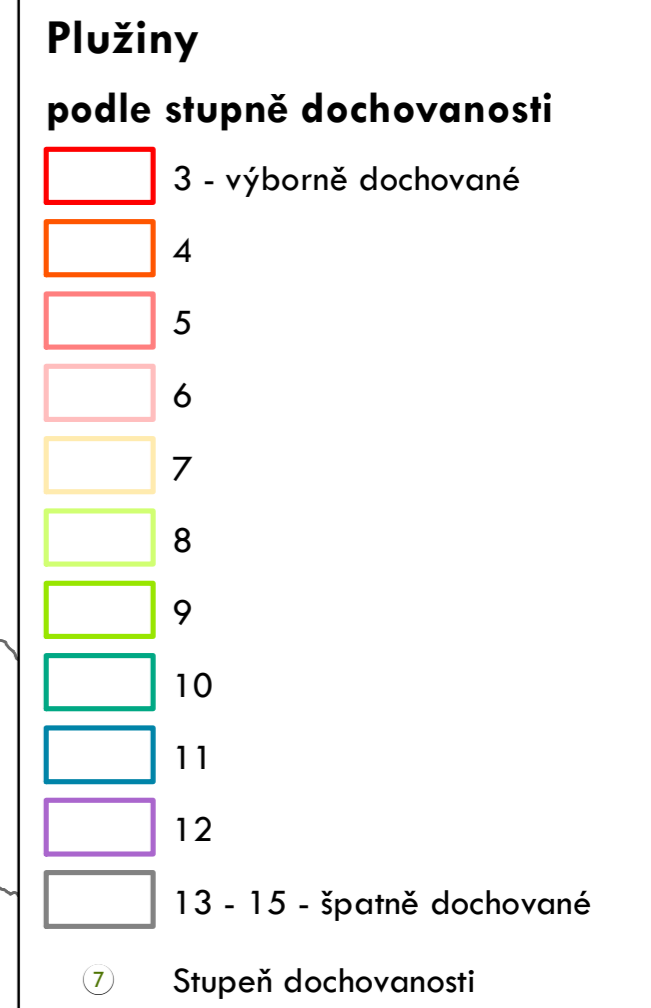 Plužiny
podle stupně dochovanosti
3 - výborně dochované
4
5
6
7
8
9
10
11
12
13 - 15 - špatně dochované
7 Stupeň dochovanosti